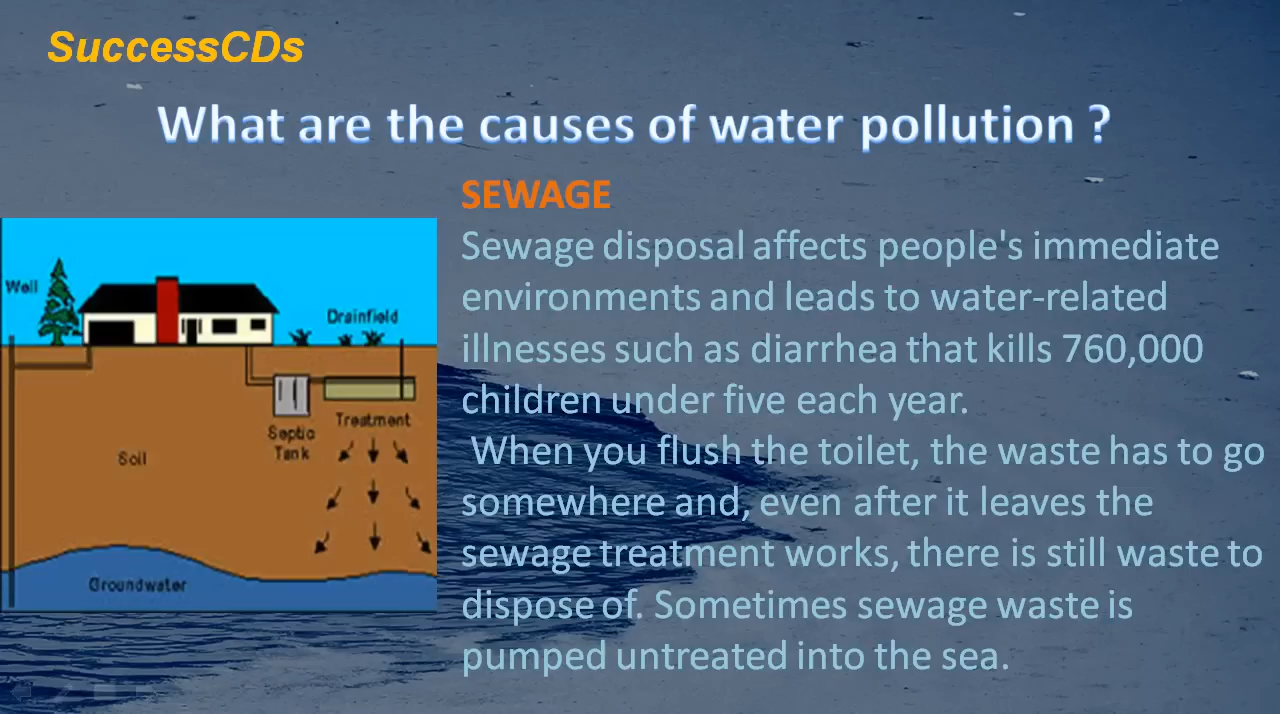 SuccessCDs
What are the causes of water pollution ?
SEWAGE
Sewage disposal affects people's immediate
environments and leads to water-related
illnesses such as diarrhea that kills 760,000
children under five each year.
When you flush the toilet, the waste has to go
somewhere and, even after it leaves the
sewage treatment works, there is still waste to
dispose of. Sometimes sewage waste is
pumped untreated into the sea.
Well
Drainfield
Treatment
Septic
Tank
Soil
Groundwater